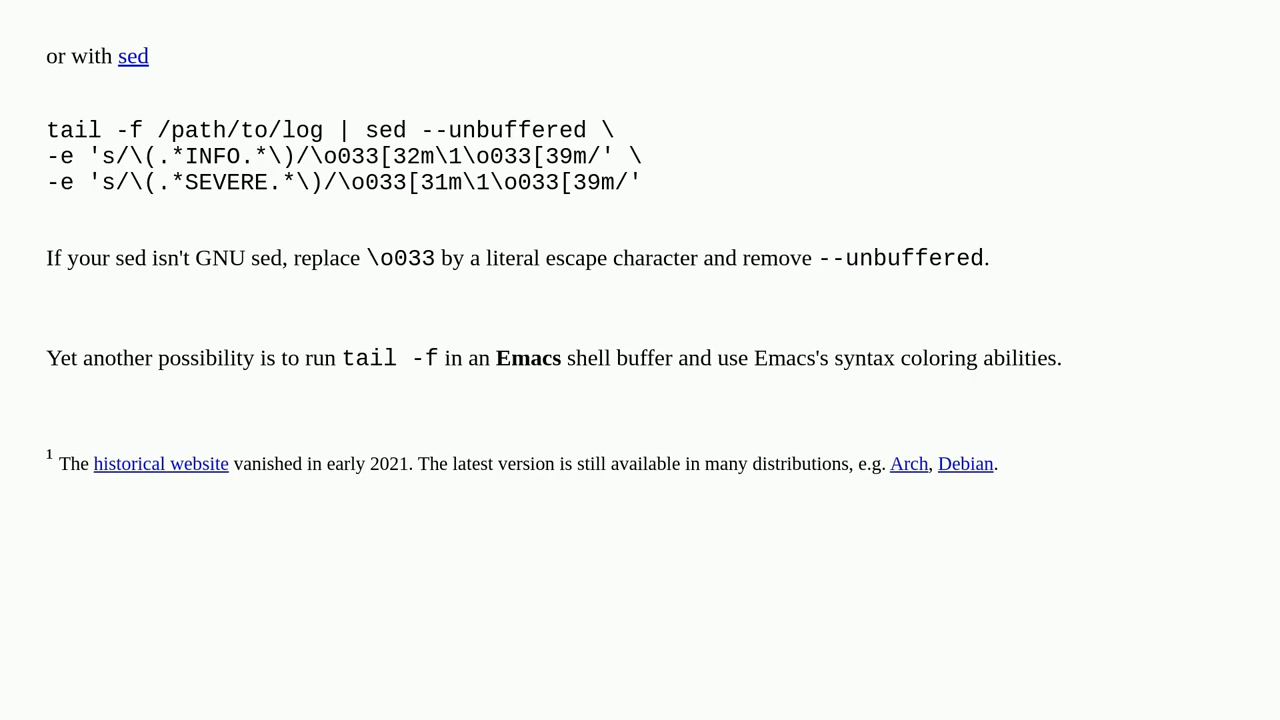 or with sed
tail -f /path/to/log | sed --unbuffered \
-e 's/\(.*INFO.*\)/\o033[32m\1\o033[39m/' \
-e 's/\(.*SEVERE.*\)/\o033[31m\1\o033[39m/'
If your sed isn't GNU sed, replace \o033 by a literal escape character and remove --unbuffered.
Yet another possibility is to run tail -f in an Emacs shell buffer and use Emacs's syntax coloring abilities.
1 The historical website vanished in early 2021. The latest version is still available in many distributions, e.g. Arch, Debian.